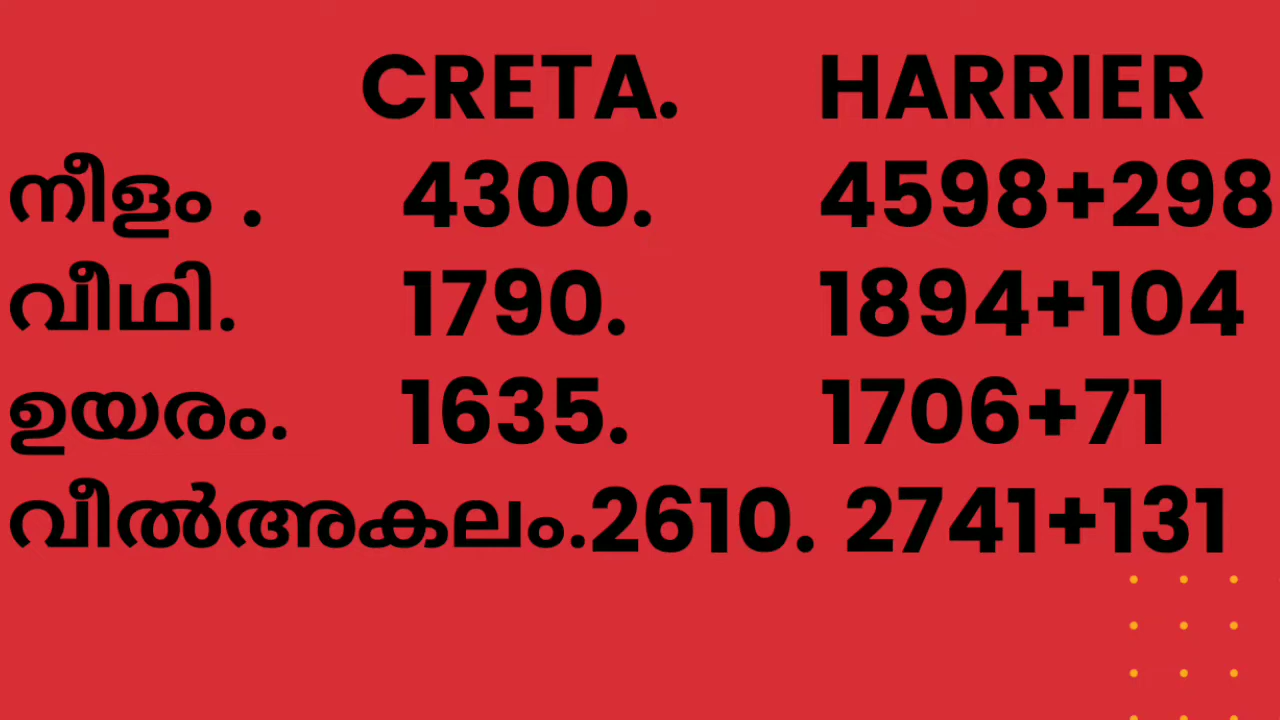 CRETA. HARRIER
നീളം . 4300. 4598+298
വീഥി. 1790. 1894+104
ഉയരം. 1635. 1706+71
വീൽഅകലം.2610. 2741+131